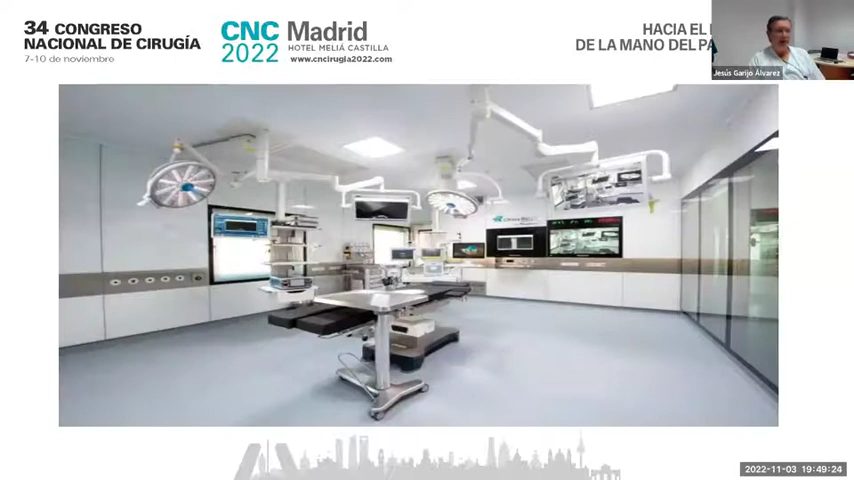 34 CONGRESO
NACIONAL DE CIRUGÍA
7-10 de noviembre
CNC
2022
Madrid
HOTEL MELIÁ CASTILLA
www.cncirugia2022.com
HACIA EL
DE LA MANO DEL PA
Jesús Garijo Álvarez
2022-11-03 19:49:24